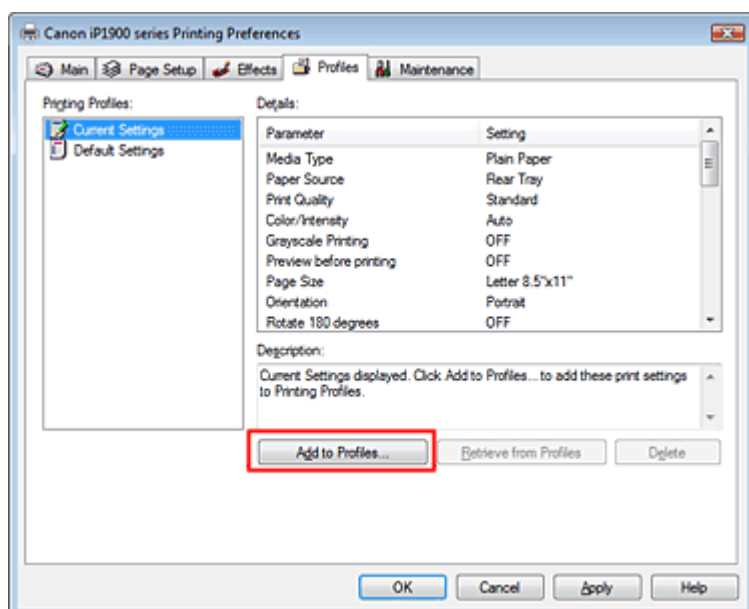 Canon iP1900 series Printing Preferences
Main Page Setup Effects Profiles Maintenance
Printing Profiles:
Current Settings
Default Settings
Details:
Parameter Setting
Media Type Plain Paper
Paper Source Rear Tray
Print Quality Standard
Color/Intensity Auto
Grayscale Printing OFF
Preview before printing OFF
Page Size Letter 8.5"x11"
Orientation Portrait
Rotate 180 degrees OFF
Description:
Current Settings displayed. Click Add to Profiles... to add these print settings
to Printing Profiles.
Add to Profiles... Retrieve from Profiles Delete
OK Cancel Apply Help